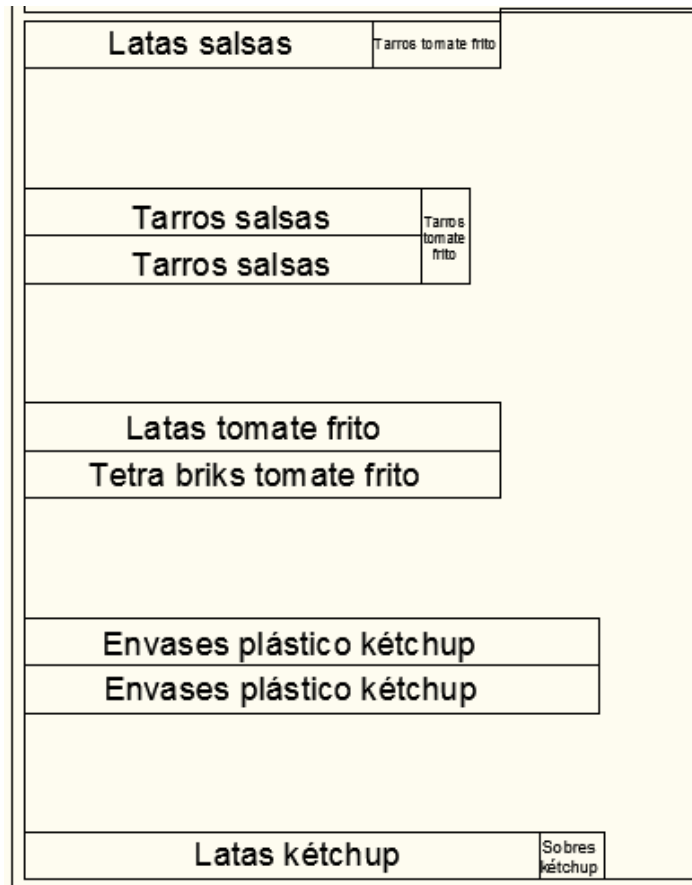 Latas salsas
Tarros tomate frito
Tarros salsas
Tarros
tomate
frito
Tarros salsas
Latas tomate frito
Tetra briks tomate frito
Envases plástico kétchup
Envases plástico kétchup
Latas kétchup
Sobres
kétchup